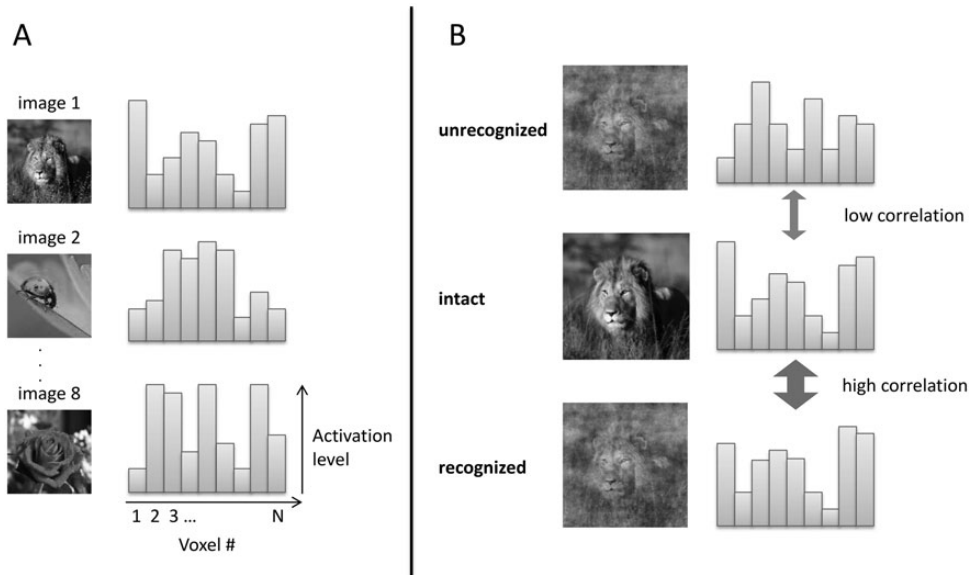 A
image 1
image 2
image 8
Activation
level
1 2 3 ... N
Voxel #
B
unrecognized
low correlation
intact
high correlation
recognized